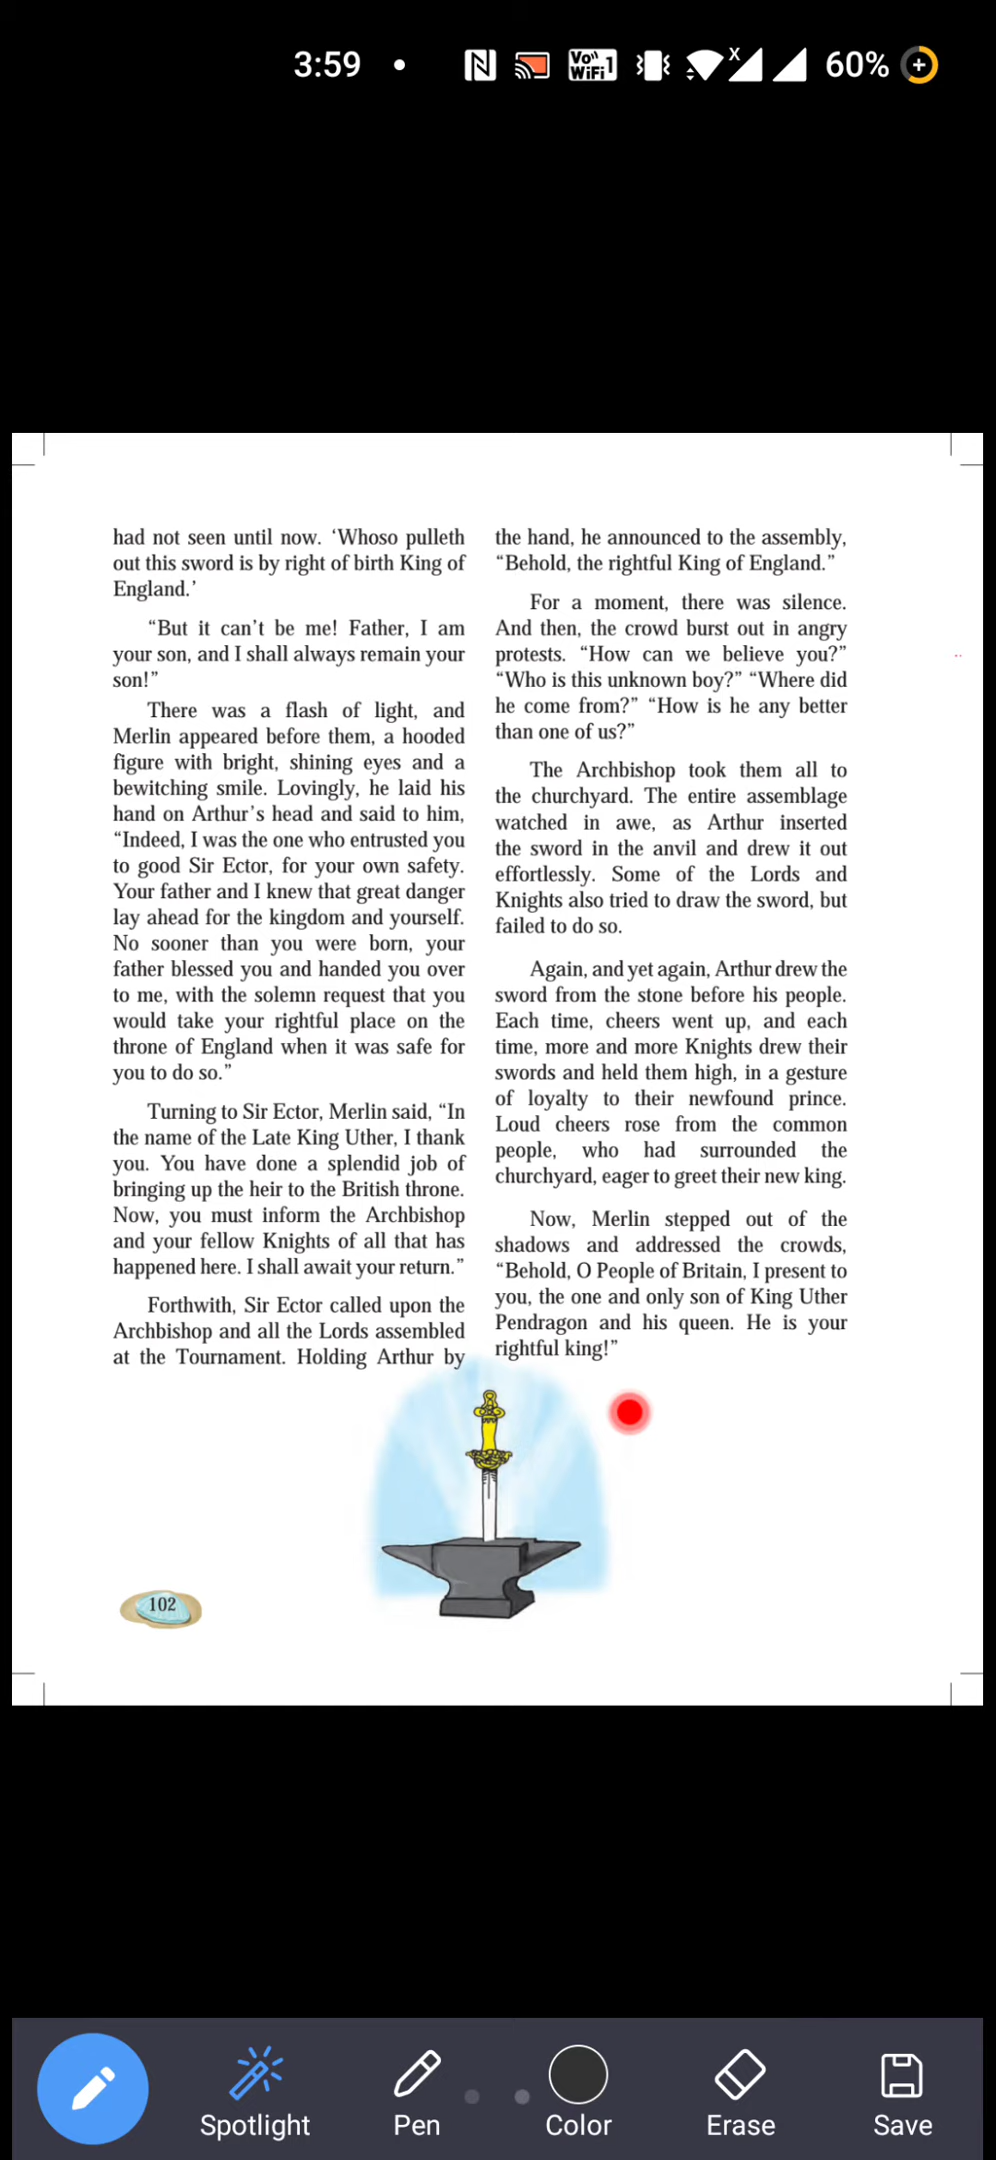 3:59
Vo))
WiFi1
X
60%
had not seen until now. ‘Whoso pulleth
out this sword is by right of birth King of
England.’
“But it can’t be me! Father, I am
your son, and I shall always remain your
son!”
There was a flash of light, and
Merlin appeared before them, a hooded
figure with bright, shining eyes and a
bewitching smile. Lovingly, he laid his
hand on Arthur’s head and said to him,
“Indeed, I was the one who entrusted you
to good Sir Ector, for your own safety.
Your father and I knew that great danger
lay ahead for the kingdom and yourself.
No sooner than you were born, your
father blessed you and handed you over
to me, with the solemn request that you
would take your rightful place on the
throne of England when it was safe for
you to do so.”
Turning to Sir Ector, Merlin said, “In
the name of the Late King Uther, I thank
you. You have done a splendid job of
bringing up the heir to the British throne.
Now, you must inform the Archbishop
and your fellow Knights of all that has
happened here. I shall await your return.”
Forthwith, Sir Ector called upon the
Archbishop and all the Lords assembled
at the Tournament. Holding Arthur by
the hand, he announced to the assembly,
“Behold, the rightful King of England.”
For a moment, there was silence.
And then, the crowd burst out in angry
protests. “How can we believe you?”
“Who is this unknown boy?” “Where did
he come from?” “How is he any better
than one of us?”
The Archbishop took them all to
the churchyard. The entire assemblage
watched in awe, as Arthur inserted
the sword in the anvil and drew it out
effortlessly. Some of the Lords and
Knights also tried to draw the sword, but
failed to do so.
Again, and yet again, Arthur drew the
sword from the stone before his people.
Each time, cheers went up, and each
time, more and more Knights drew their
swords and held them high, in a gesture
of loyalty to their newfound prince.
Loud cheers rose from the common
people, who had surrounded the
churchyard, eager to greet their new king.
Now, Merlin stepped out of the
shadows and addressed the crowds,
“Behold, O People of Britain, I present to
you, the one and only son of King Uther
Pendragon and his queen. He is your
rightful king!”
102
Spotlight
Pen
Color
Erase
Save